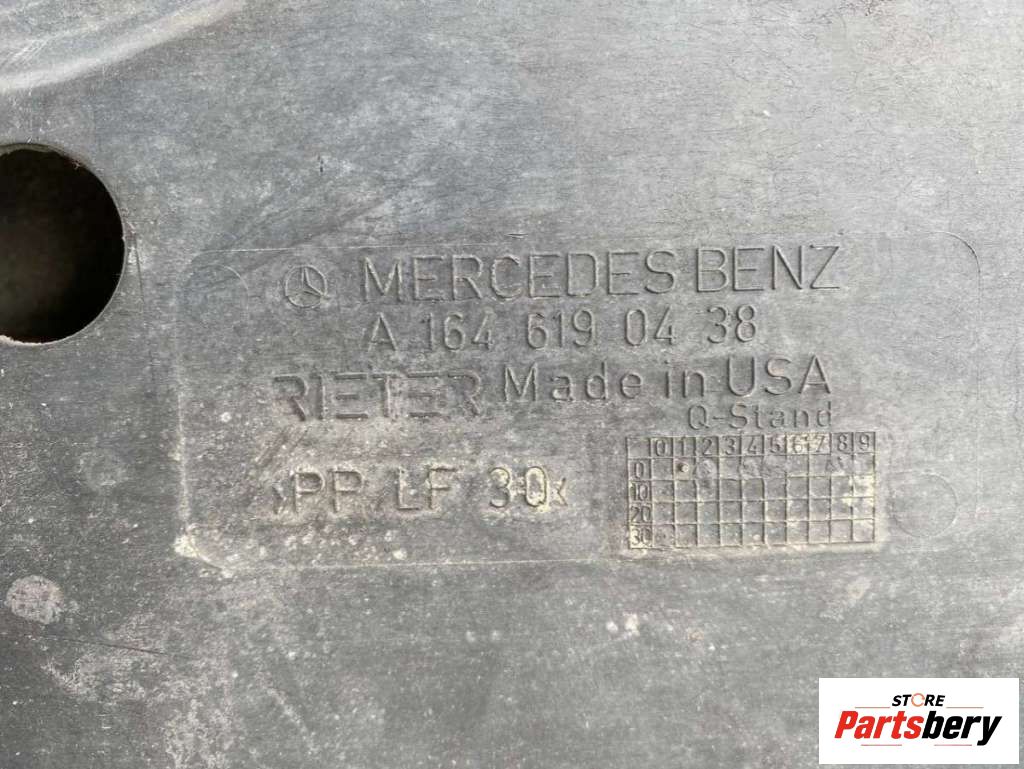 MERCEDES BENZ
A 164 619 04 38
RIETER Made in USA
Q-Stand
>PP LF 30<
0 1 2 3 4 5 6 7 8 9
0
10
20
30
STORE
Partsbery